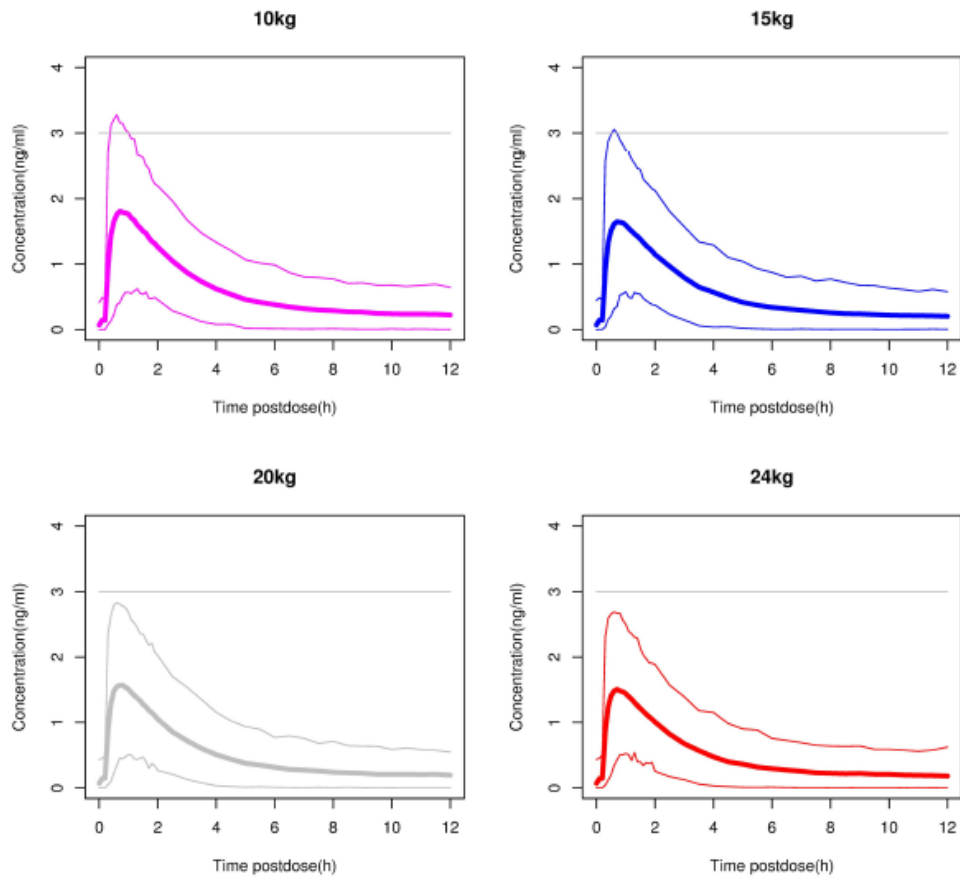 10kg
Concentration(ng/ml)
4
3
2
1
0
0 2 4 6 8 10 12
Time postdose(h)
15kg
Concentration(ng/ml)
4
3
2
1
0
0 2 4 6 8 10 12
Time postdose(h)
20kg
Concentration(ng/ml)
4
3
2
1
0
0 2 4 6 8 10 12
Time postdose(h)
24kg
Concentration(ng/ml)
4
3
2
1
0
0 2 4 6 8 10 12
Time postdose(h)